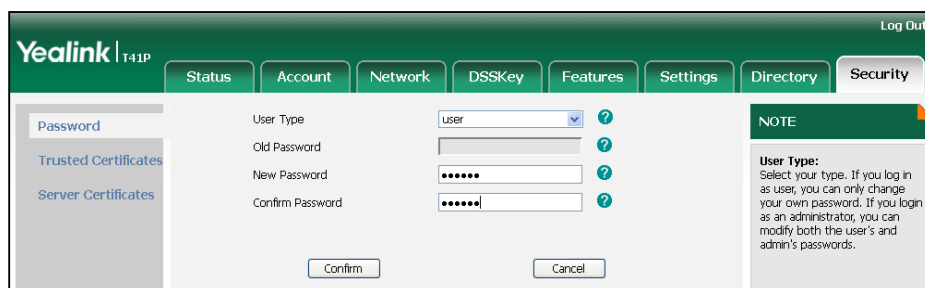 Log Out
Yealink T41P
Status Account Network DSSKey Features Settings Directory Security
Password
Trusted Certificates
Server Certificates
User Type user
Old Password
New Password ••••••
Confirm Password ••••••
Confirm Cancel
NOTE
User Type:
Select your type. If you log in
as user, you can only change
your own password. If you login
as an administrator, you can
modify both the user's and
admin's passwords.